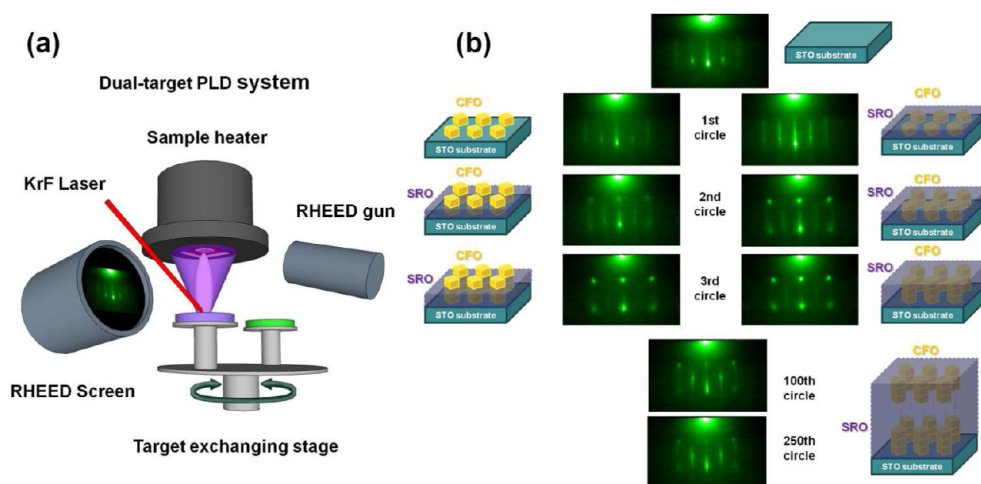 (a)
Dual-target PLD system
Sample heater
KrF Laser
RHEED gun
RHEED Screen
Target exchanging stage
(b)
STO substrate
CFO
STO substrate
1st
circle
CFO
SRO
STO substrate
CFO
SRO
STO substrate
2nd
circle
CFO
SRO
STO substrate
CFO
SRO
STO substrate
3rd
circle
CFO
SRO
STO substrate
100th
circle
250th
circle
CFO
SRO
STO substrate